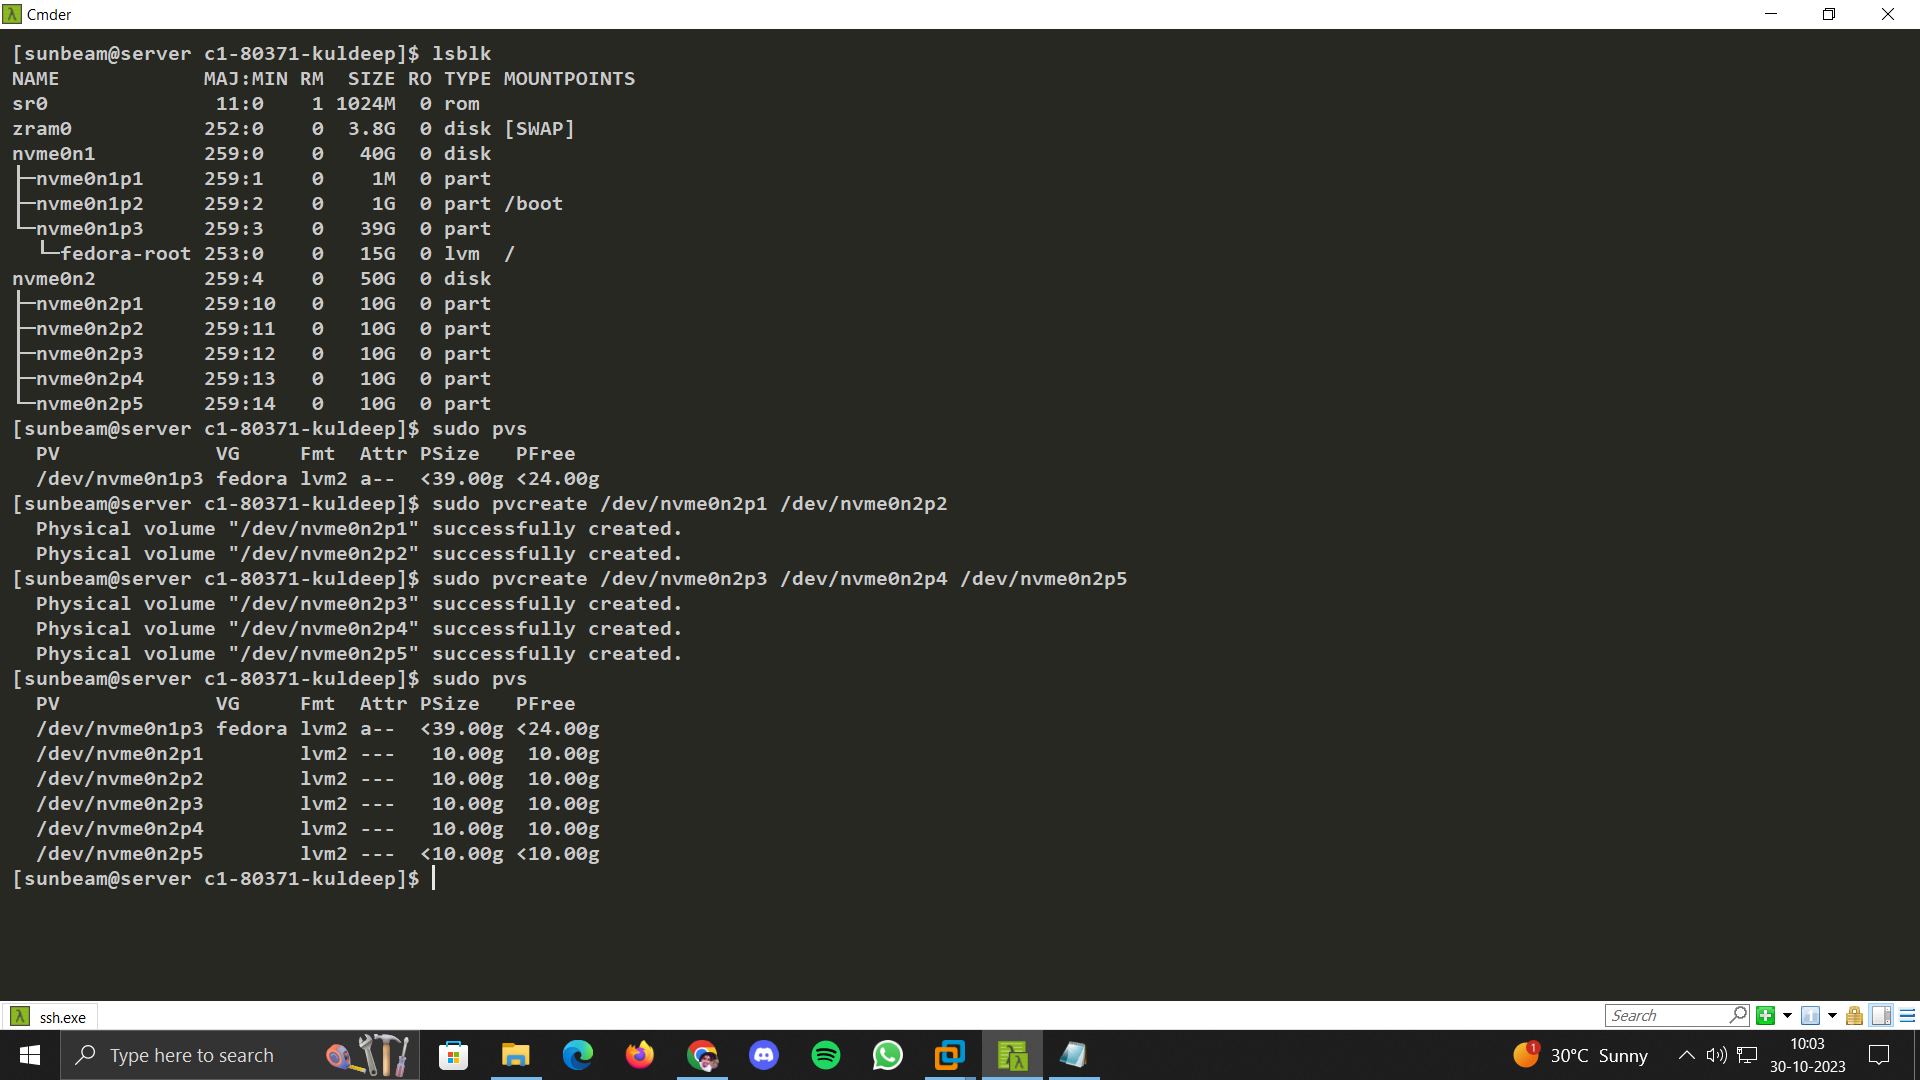 Cmder
[sunbeam@server c1-80371-kuldeep]$ lsblk
NAME            MAJ:MIN RM   SIZE RO TYPE MOUNTPOINTS
sr0              11:0    1 1024M  0 rom
zram0           252:0    0  3.8G  0 disk [SWAP]
nvme0n1         259:0    0   40G  0 disk
├─nvme0n1p1     259:1    0    1M  0 part
├─nvme0n1p2     259:2    0    1G  0 part /boot
└─nvme0n1p3     259:3    0   39G  0 part
  └─fedora-root 253:0    0   15G  0 lvm  /
nvme0n2         259:4    0   50G  0 disk
├─nvme0n2p1     259:10   0   10G  0 part
├─nvme0n2p2     259:11   0   10G  0 part
├─nvme0n2p3     259:12   0   10G  0 part
├─nvme0n2p4     259:13   0   10G  0 part
└─nvme0n2p5     259:14   0   10G  0 part
[sunbeam@server c1-80371-kuldeep]$ sudo pvs
  PV             VG     Fmt  Attr PSize   PFree
  /dev/nvme0n1p3 fedora lvm2 a--  <39.00g <24.00g
[sunbeam@server c1-80371-kuldeep]$ sudo pvcreate /dev/nvme0n2p1 /dev/nvme0n2p2
  Physical volume "/dev/nvme0n2p1" successfully created.
  Physical volume "/dev/nvme0n2p2" successfully created.
[sunbeam@server c1-80371-kuldeep]$ sudo pvcreate /dev/nvme0n2p3 /dev/nvme0n2p4 /dev/nvme0n2p5
  Physical volume "/dev/nvme0n2p3" successfully created.
  Physical volume "/dev/nvme0n2p4" successfully created.
  Physical volume "/dev/nvme0n2p5" successfully created.
[sunbeam@server c1-80371-kuldeep]$ sudo pvs
  PV             VG     Fmt  Attr PSize   PFree
  /dev/nvme0n1p3 fedora lvm2 a--  <39.00g <24.00g
  /dev/nvme0n2p1        lvm2 ---   10.00g  10.00g
  /dev/nvme0n2p2        lvm2 ---   10.00g  10.00g
  /dev/nvme0n2p3        lvm2 ---   10.00g  10.00g
  /dev/nvme0n2p4        lvm2 ---   10.00g  10.00g
  /dev/nvme0n2p5        lvm2 ---  <10.00g <10.00g
[sunbeam@server c1-80371-kuldeep]$
ssh.exe
Search
Type here to search
1
30°C Sunny
10:03
30-10-2023